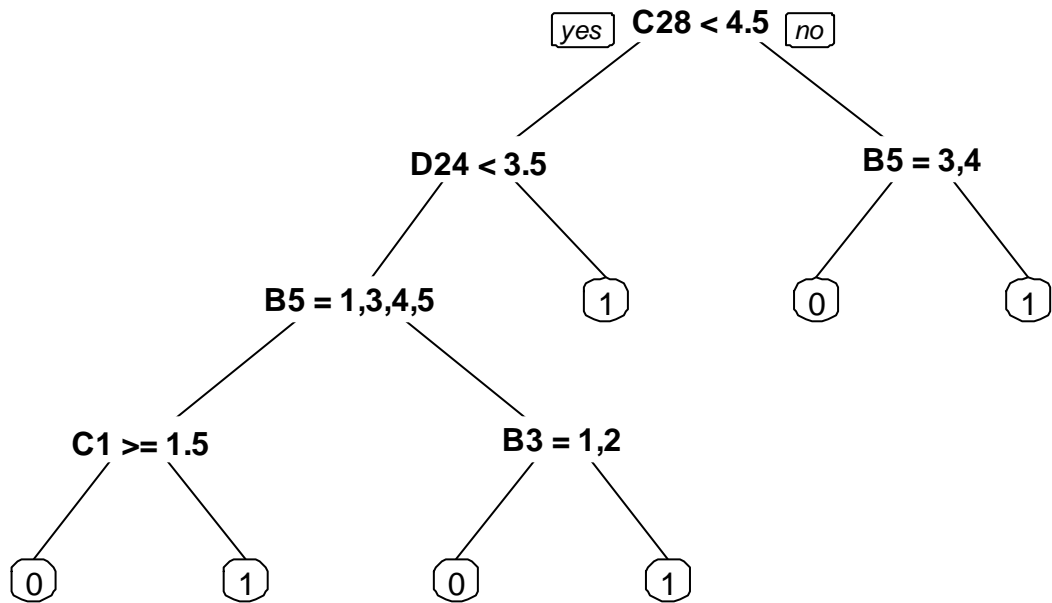 yes C28 < 4.5 no
D24 < 3.5 B5 = 3,4
B5 = 1,3,4,5 1 0 1
C1 >= 1.5 B3 = 1,2
0 1 0 1